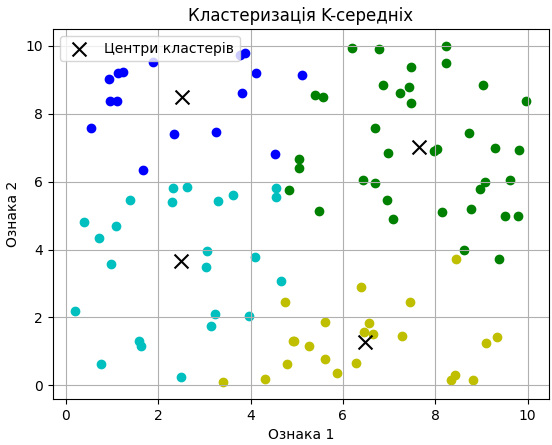 Кластеризація K-середніх
Центри кластерів
Ознака 2
10
8
6
4
2
0
0 2 4 6 8 10
Ознака 1